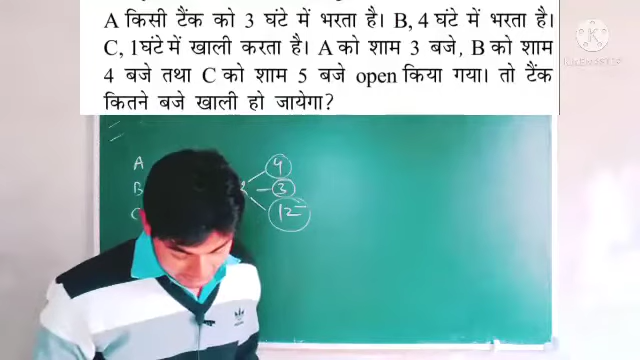 A किसी टैंक को 3 घंटे में भरता है। B, 4 घंटे में भरता है।
C, 1घंटे में खाली करता है। A को शाम 3 बजे, B को शाम
4 बजे तथा C को शाम 5 बजे open किया गया। तो टैंक
कितने बजे खाली हो जायेगा?
A
B
C
4
3
12
KINEMASTER